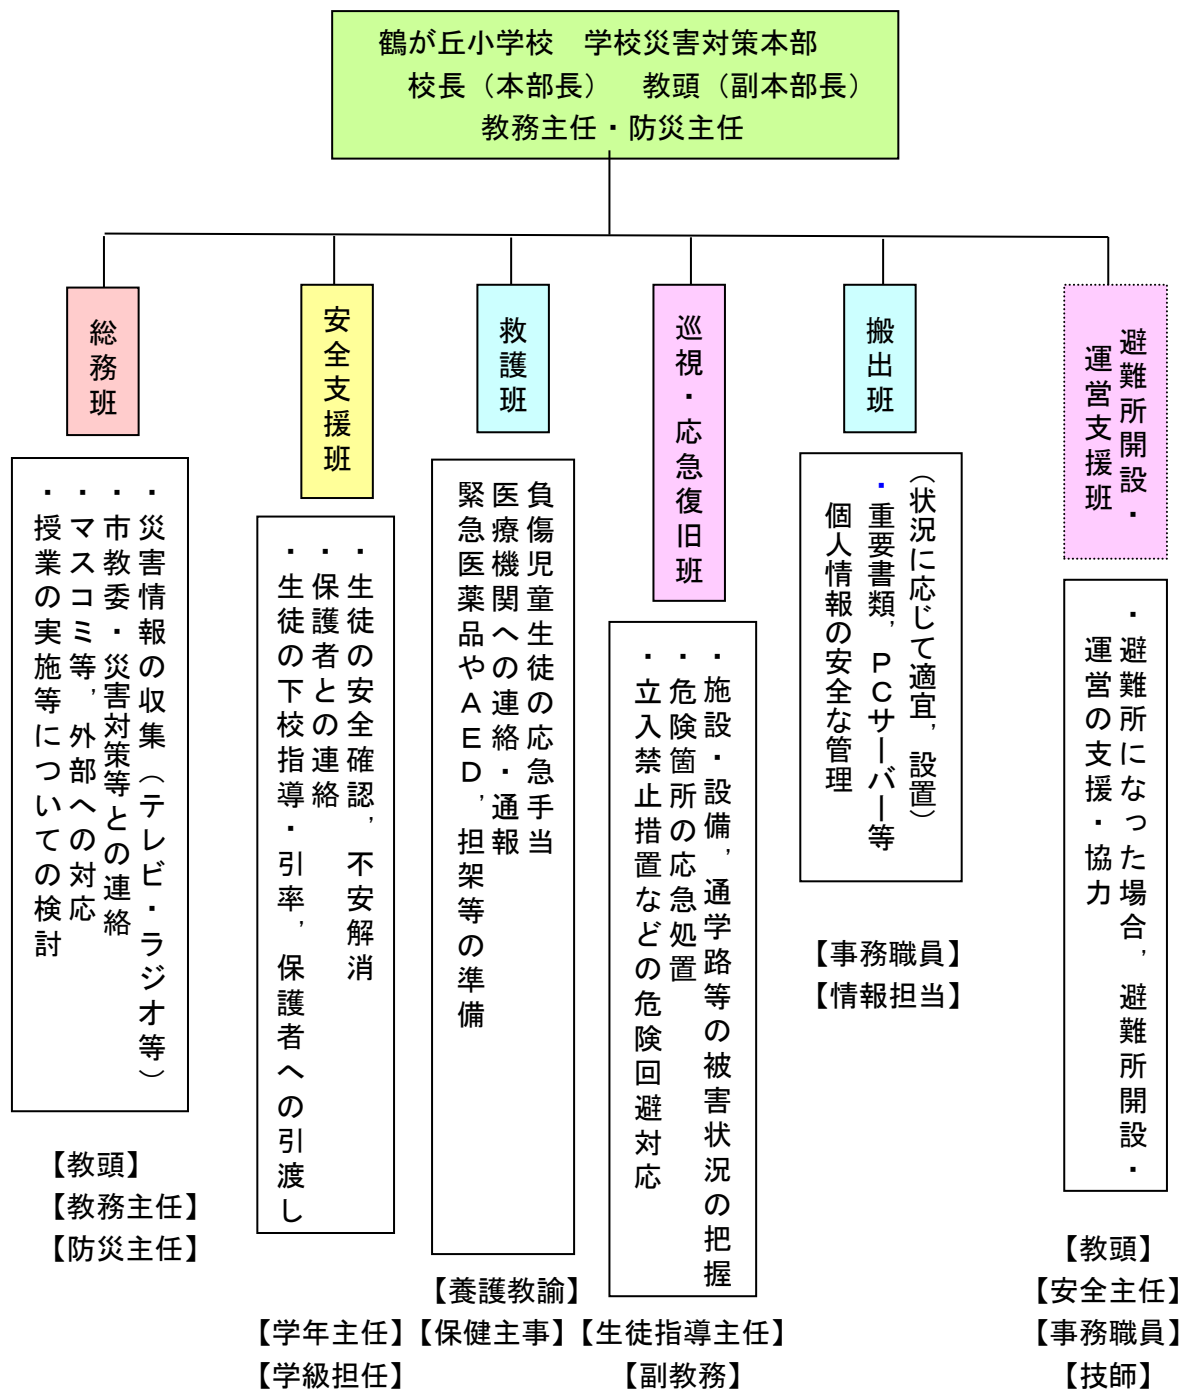 鶴が丘小学校　学校災害対策本部
校長（本部長）　教頭（副本部長）
教務主任・防災主任
総務班
・災害情報の収集（テレビ・ラジオ等）
・市教委・災害対策等との連絡
・マスコミ等，外部への対応
・授業の実施等についての検討
【教頭】
【教務主任】
【防災主任】
安全支援班
・生徒の安全確認，不安解消
・保護者との連絡
・生徒の下校指導・引率，保護者への引渡し
【学年主任】
【学級担任】
救護班
負傷児童生徒の応急手当
医療機関への連絡・通報
緊急医薬品やＡＥＤ，担架等の準備
【養護教諭】
【保健主事】
巡視・応急復旧班
・施設・設備，通学路等の被害状況の把握
・危険箇所の応急処置
・立入禁止措置などの危険回避対応
【生徒指導主任】
【副教務】
搬出班
（状況に応じて適宜，設置）
・重要書類，ＰＣサーバー等
個人情報の安全な管理
【事務職員】
【情報担当】
避難所開設・
運営支援班
・避難所になった場合，避難所開設・
運営の支援・協力
【教頭】
【安全主任】
【事務職員】
【技師】